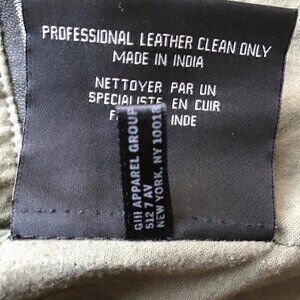 PROFESSIONAL LEATHER CLEAN ONLY
MADE IN INDIA
NETTOYER PAR UN
SPECIALISTE EN CUIR
INDE
GIII APPAREL GROUP
512 7 AV
NEW YORK, NY 10018